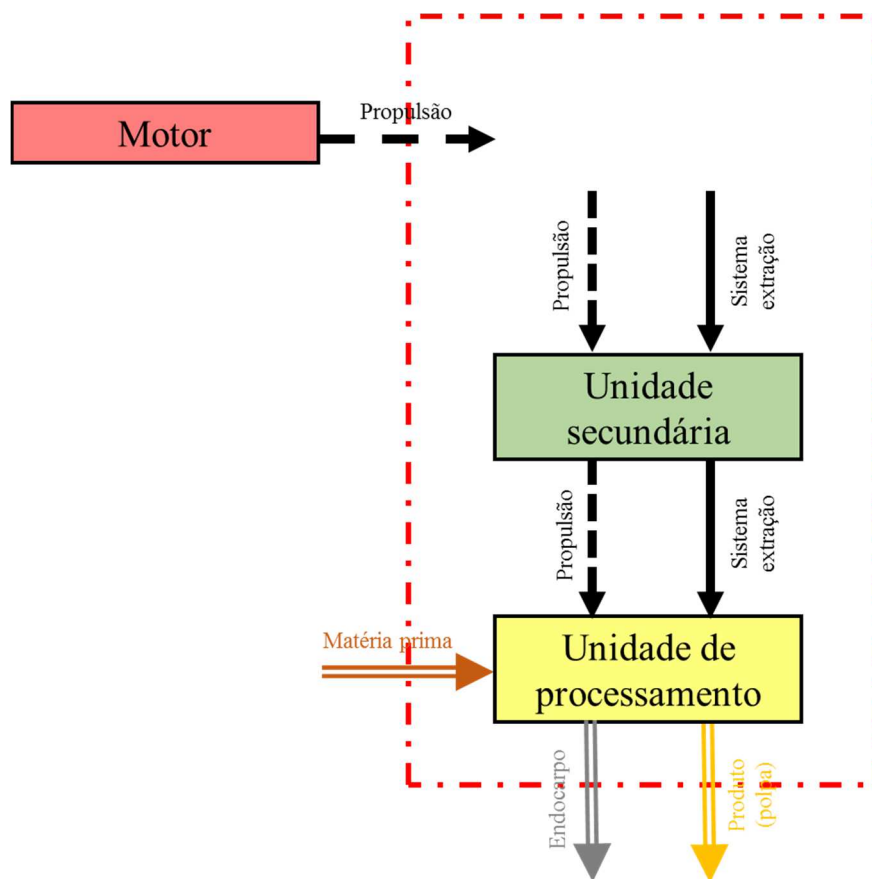 Propulsão
Motor
Propulsão
Sistema
extração
Unidade
secundária
Propulsão
Sistema
extração
Matéria prima
Unidade de
processamento
Endocarpo
Produto
(polpa)